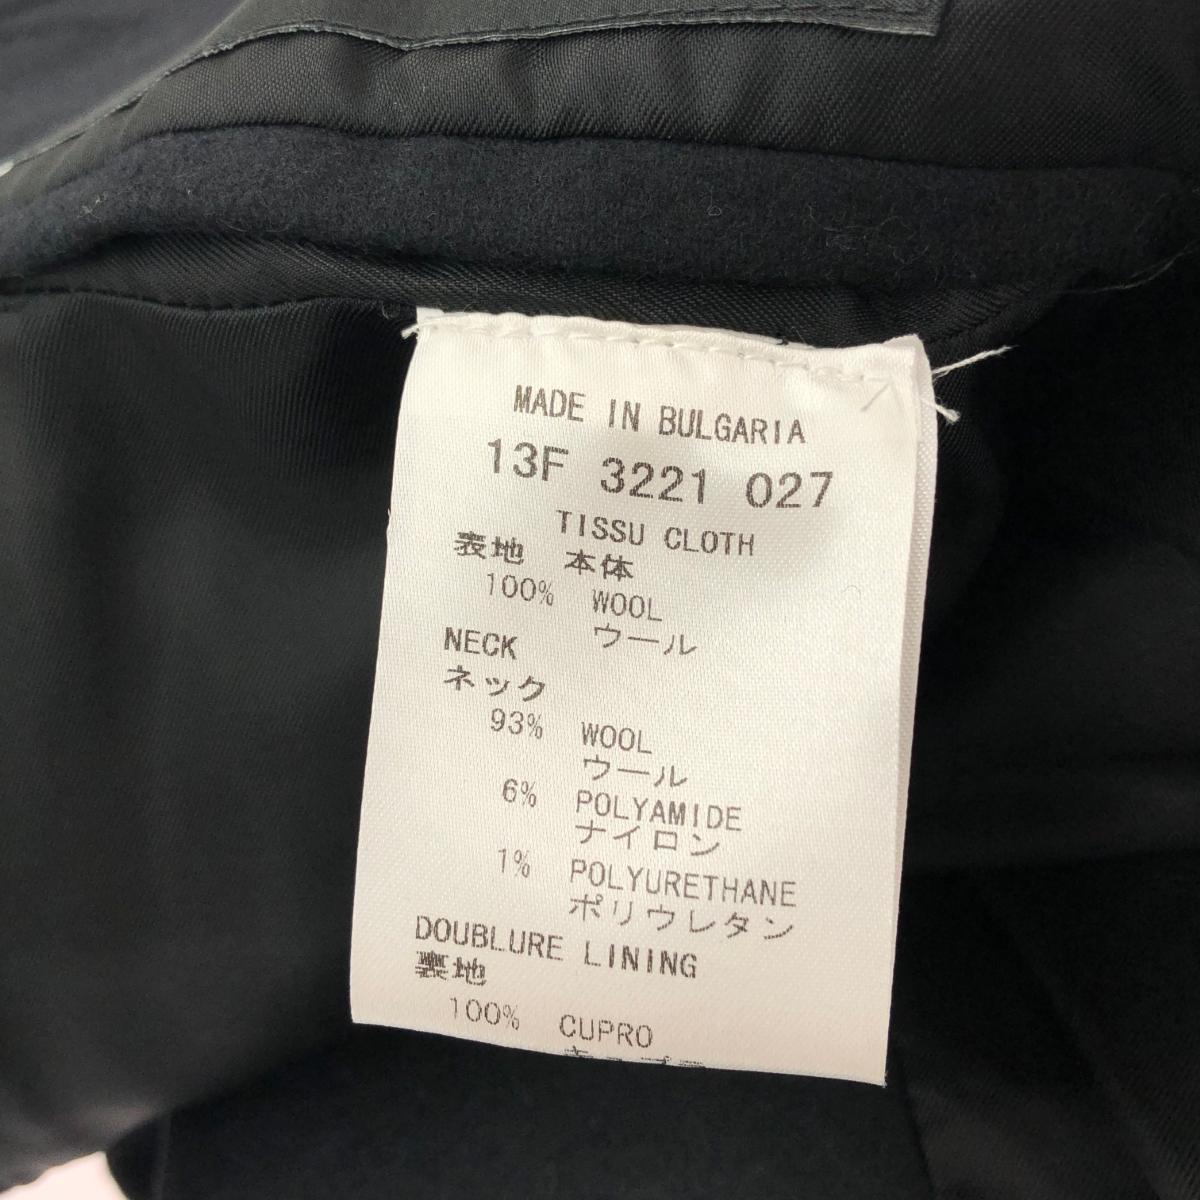 MADE IN BULGARIA
13F 3221 027
TISSU CLOTH
表地 本体
100% WOOL
ウール
NECK
ネック
93% WOOL
ウール
6% POLYAMIDE
ナイロン
1% POLYURETHANE
ポリウレタン
DOUBLURE LINING
裏地
100% CUPRO